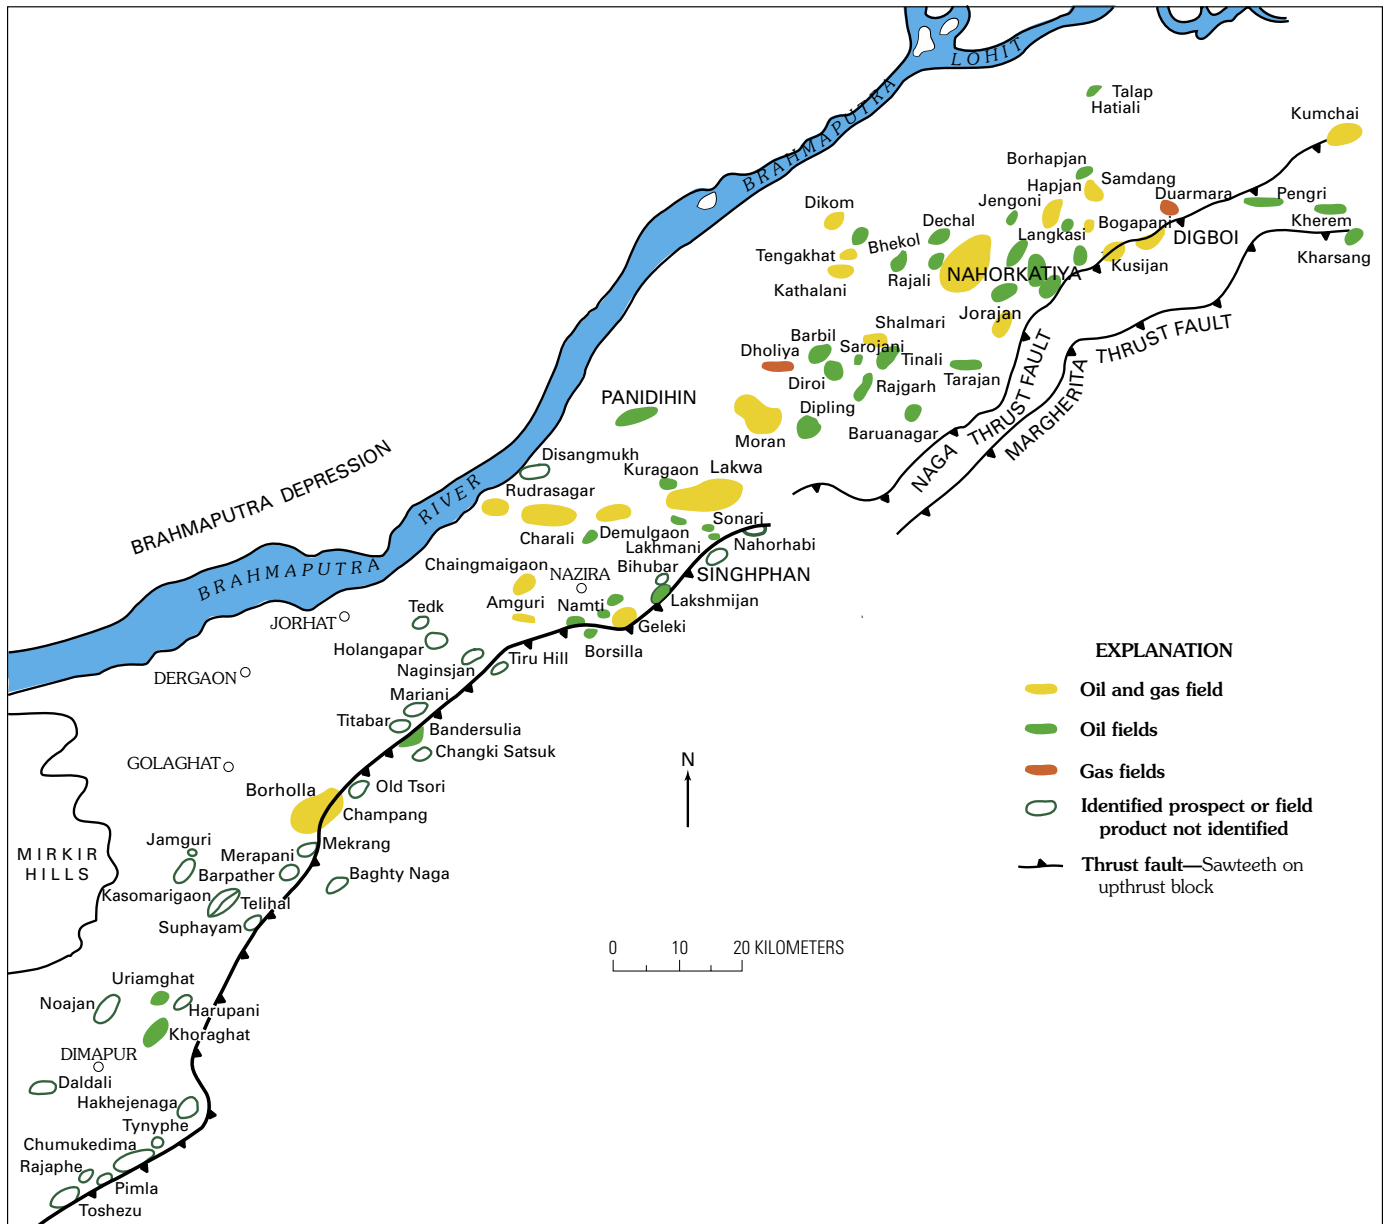 LOHIT
BRAHMAPUTRA
Talap
Hatiali
Kumchai
Borhapjan
Hapjan
Samdang
Duarmara
Pengri
Dikom
Jengoni
Dechal
Langkasi
Bogapani
DIGBOI
Kherem
Kharsang
Tengakhat
Bhekol
Kathalani
Rajali
NAHORKATIYA
Kusijan
Jorajan
Shalmari
Barbil
Sarojani
Dholiya
Tinali
Diroi
Rajgarh
Tarajan
Dipling
Baruanagar
Moran
PANIDIHIN
NAGA THRUST FAULT
MARGHERITA THRUST FAULT
BRAHMAPUTRA DEPRESSION
RIVER
BRAHMAPUTRA
Disangmukh
Kuragaon
Lakwa
Rudrasagar
Charali
Demulgaon
Sonari
Lakhmani
Nahorhabi
Chaingmaigaon
NAZIRA
Bihubar
SINGHPHAN
Amguri
Namti
Lakshmijan
Geleki
Borsilla
JORHAT
Tedk
Holangapar
Naginsjan
Tiru Hill
DERGAON
Mariani
Titabar
Bandersulia
Changki Satsuk
GOLAGHAT
Old Tsori
Borholla
Champang
MIRKIR
HILLS
Jamguri
Merapani
Mekrang
Barpather
Baghty Naga
Kasomarigaon
Telihal
Suphayam
Uriamghat
Noajan
Harupani
Khoraghat
DIMAPUR
Daldali
Hakhejenaga
Tynyphe
Chumukedima
Rajaphe
Pimla
Toshezu
N
0 10 20 KILOMETERS
EXPLANATION
Oil and gas field
Oil fields
Gas fields
Identified prospect or field
product not identified
Thrust fault—Sawteeth on
upthrust block